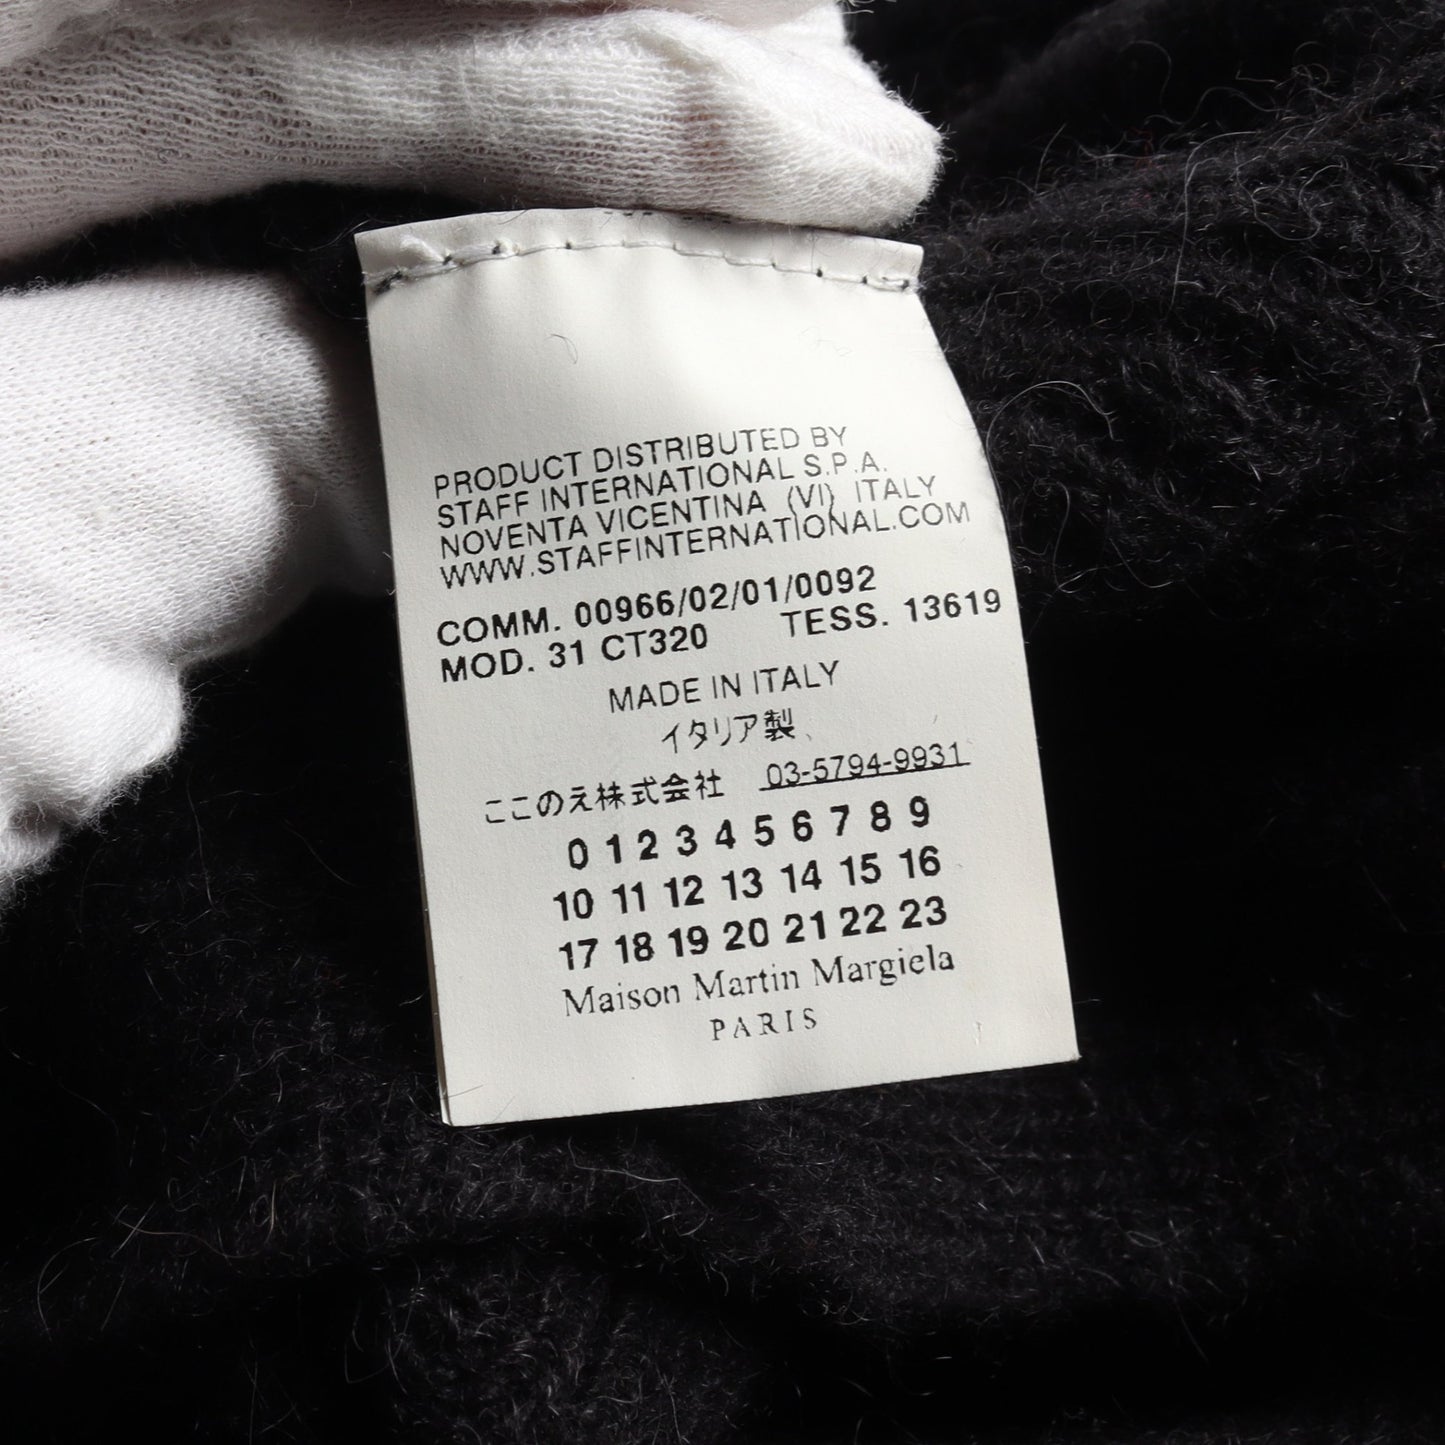 PRODUCT DISTRIBUTED BY
STAFF INTERNATIONAL S.P.A.
NOVENTA VICENTINA (VI) ITALY
WWW.STAFFINTERNATIONAL.COM
COMM. 00966/02/01/0092
MOD. 31 CT320 TESS. 13619
MADE IN ITALY
イタリア製
ここのえ株式会社 03-5794-9931
0 1 2 3 4 5 6 7 8 9
10 11 12 13 14 15 16
17 18 19 20 21 22 23
Maison Martin Margiela
PARIS